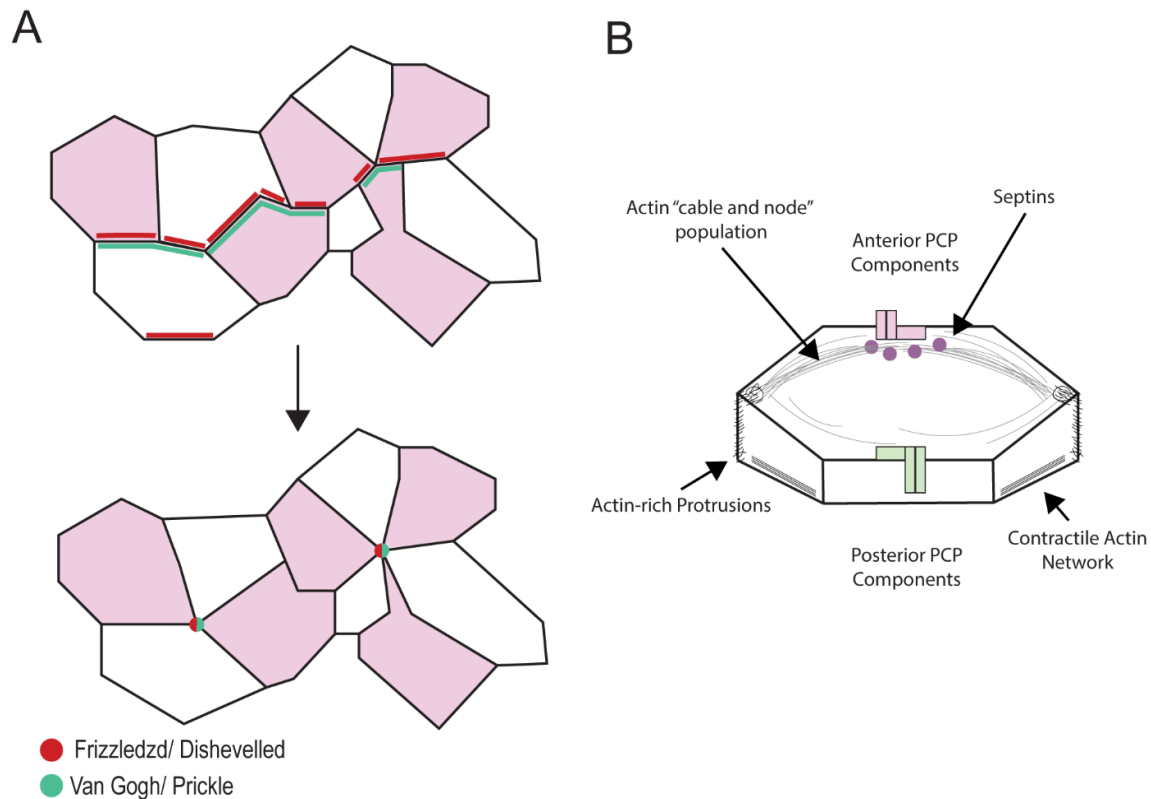 A
Frizzledzd/ Dishevelled
Van Gogh/ Prickle
B
Actin “cable and node”
population
Septins
Anterior PCP
Components
Actin-rich Protrusions
Contractile Actin
Network
Posterior PCP
Components